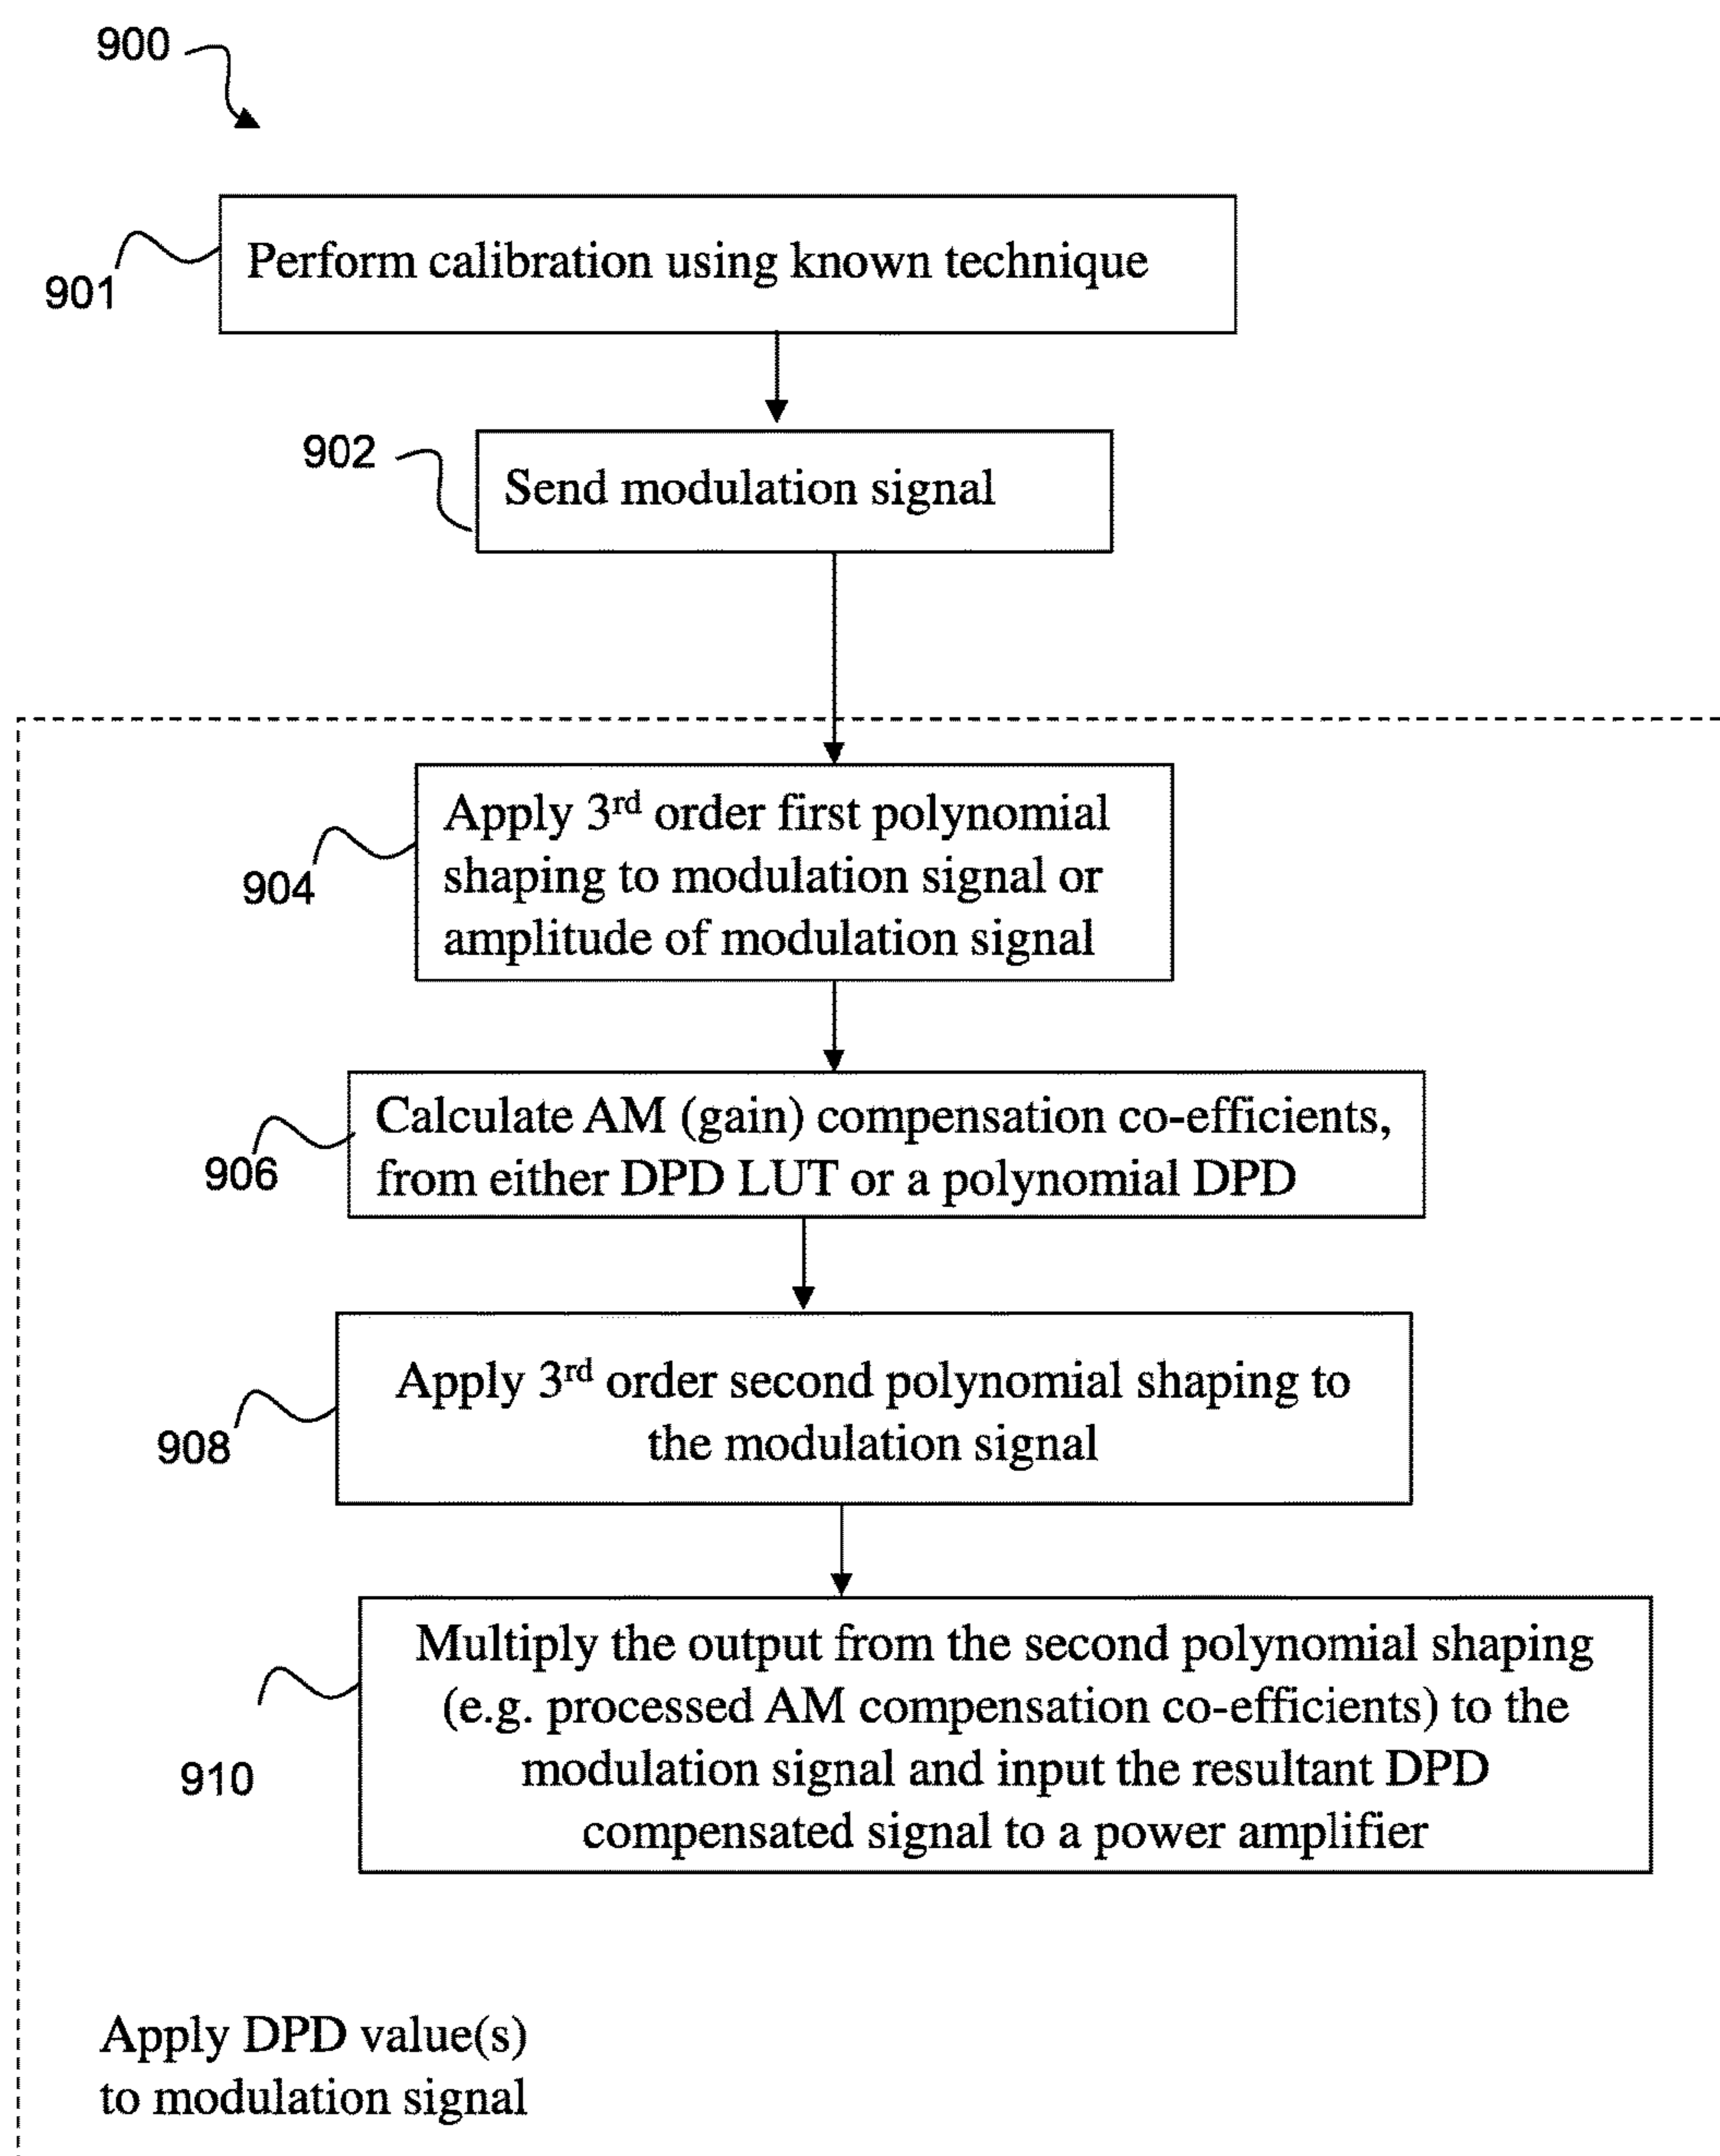 900
901
Perform calibration using known technique
902
Send modulation signal
904
Apply 3rd order first polynomial
shaping to modulation signal or
amplitude of modulation signal
906
Calculate AM (gain) compensation co-efficients,
from either DPD LUT or a polynomial DPD
908
Apply 3rd order second polynomial shaping to
the modulation signal
910
Multiply the output from the second polynomial shaping
(e.g. processed AM compensation co-efficients) to the
modulation signal and input the resultant DPD
compensated signal to a power amplifier
Apply DPD value(s)
to modulation signal